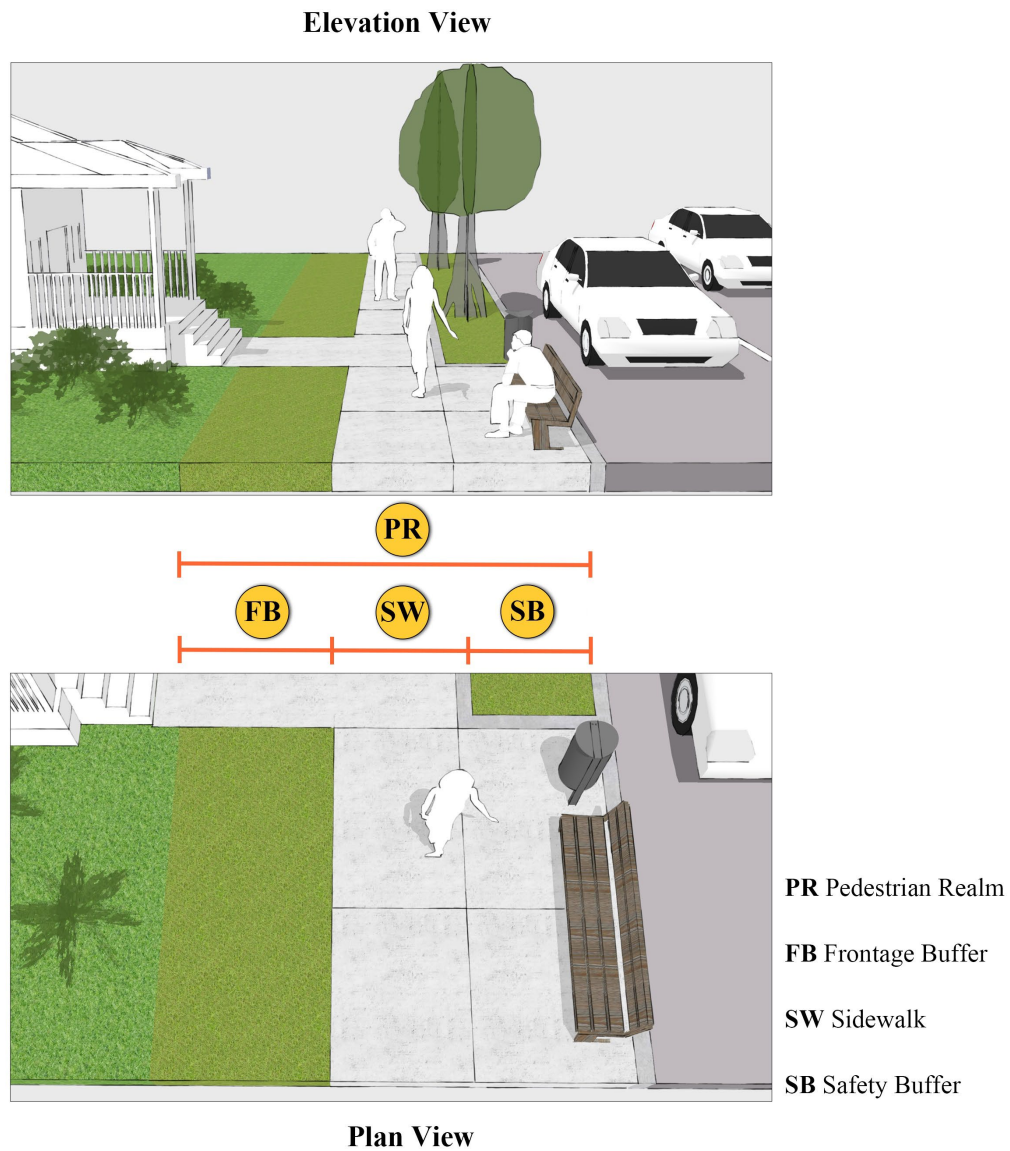 Elevation View
PR
FB SW SB
PR Pedestrian Realm
FB Frontage Buffer
SW Sidewalk
SB Safety Buffer
Plan View